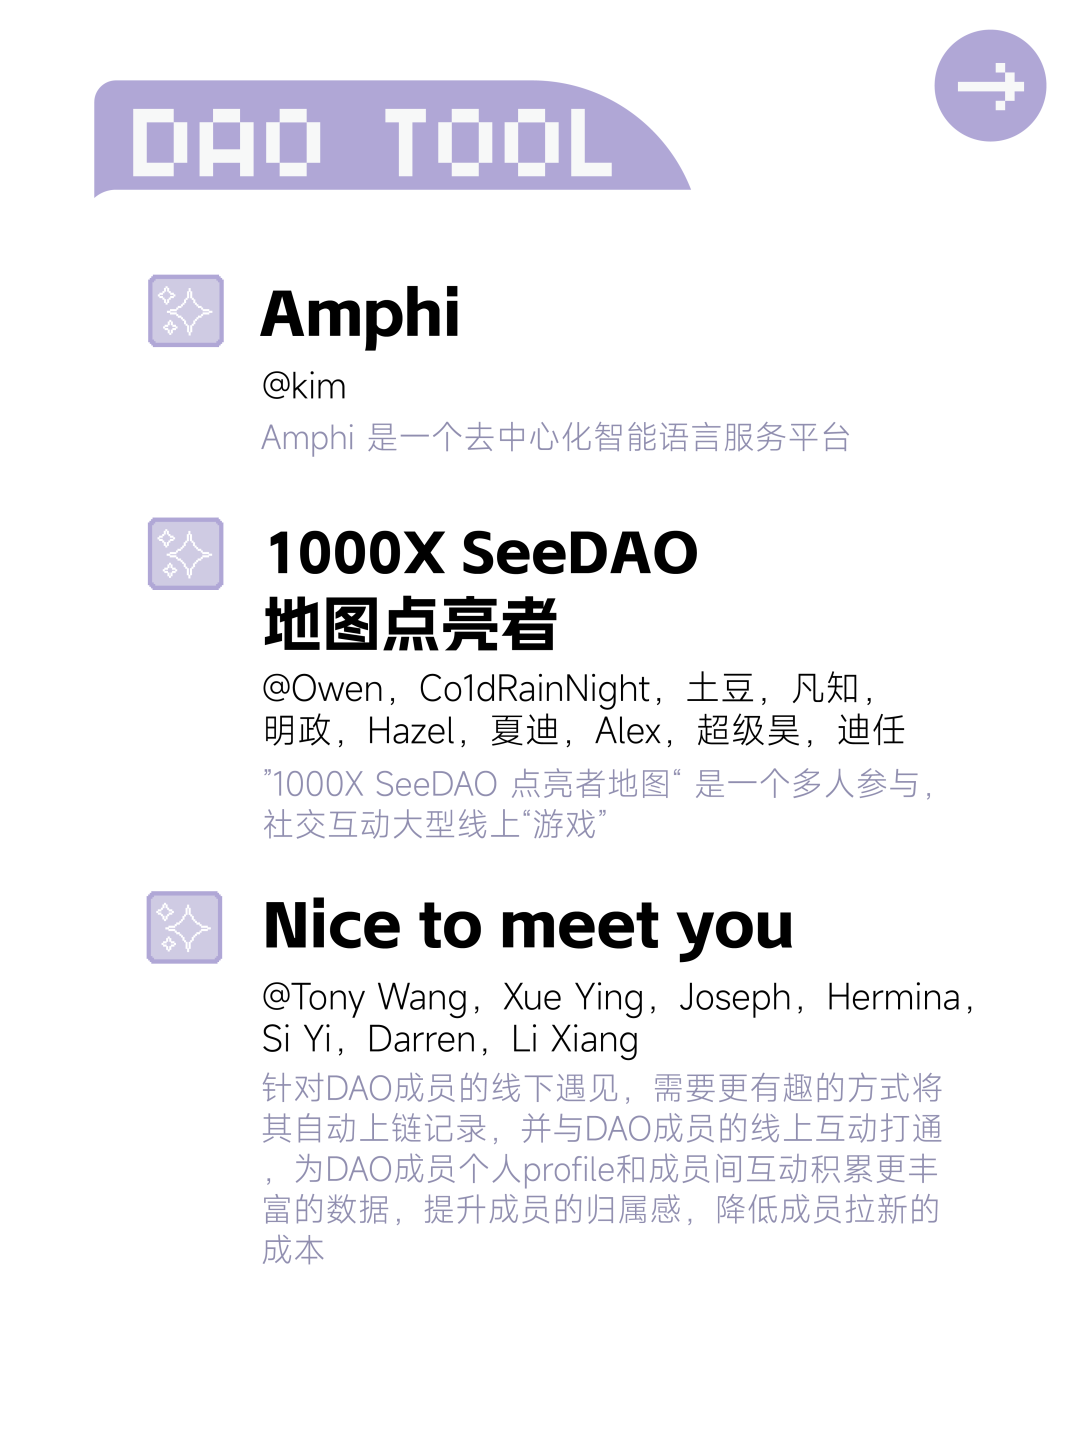 DAO TOOL
Amphi
@kim
Amphi 是一个去中心化智能语言服务平台
1000X SeeDAO
地图点亮者
@Owen，Co1dRainNight，土豆，凡知，
明政，Hazel，夏迪，Alex，超级昊，迪任
”1000X SeeDAO 点亮者地图“ 是一个多人参与，
社交互动大型线上“游戏”
Nice to meet you
@Tony Wang，Xue Ying，Joseph，Hermina，
Si Yi，Darren，Li Xiang
针对DAO成员的线下遇见，需要更有趣的方式将
其自动上链记录，并与DAO成员的线上互动打通
，为DAO成员个人profile和成员间互动积累更丰
富的数据，提升成员的归属感，降低成员拉新的
成本